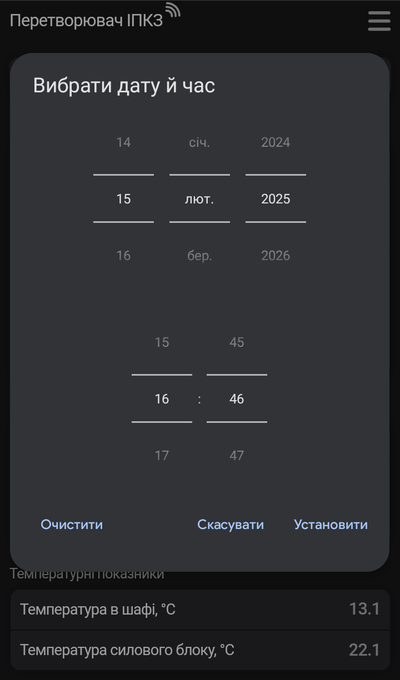 Перетворювач ІПКЗ
Вибрати дату й час
14 січ. 2024
15 лют. 2025
16 бер. 2026
15 45
16 : 46
17 47
Очистити Скасувати Установити
Температурні показники
Температура в шафі, °C 13.1
Температура силового блоку, °C 22.1